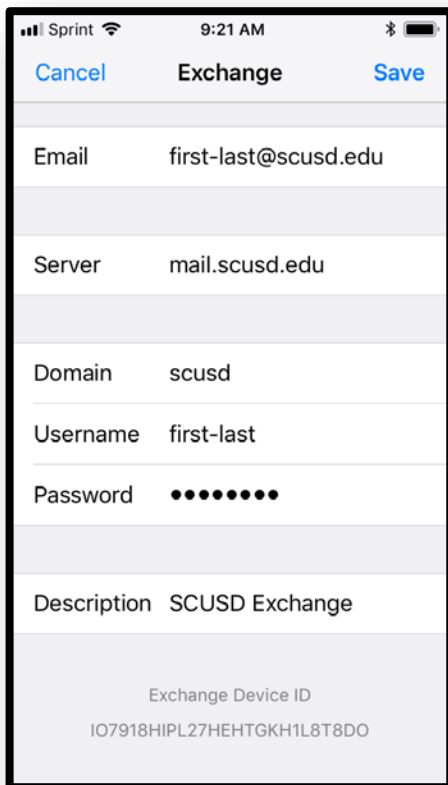 Sprint 9:21 AM
Cancel Exchange Save
Email first-last@scusd.edu
Server mail.scusd.edu
Domain scusd
Username first-last
Password ••••••••
Description SCUSD Exchange
Exchange Device ID
IO7918HIPL27HEHTGKH1L8T8DO